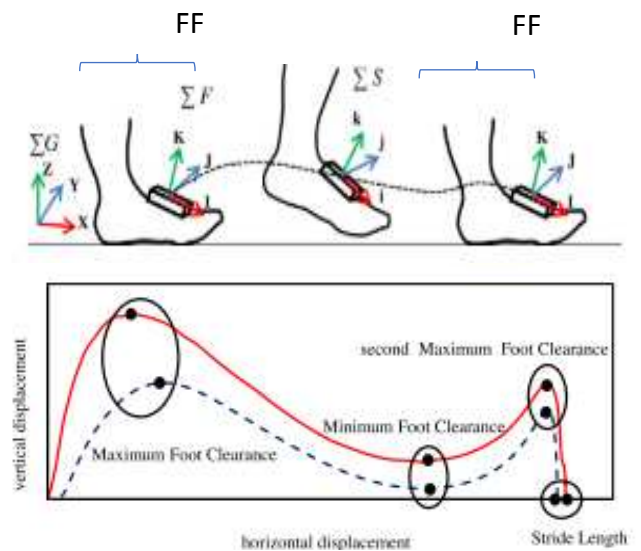 FF FF
∑ F ∑ S
∑G K J i k j i K J i
Z
Y
X
second Maximum Foot Clearance
Minimum Foot Clearance
Maximum Foot Clearance
vertical displacement
horizontal displacement
Stride Length